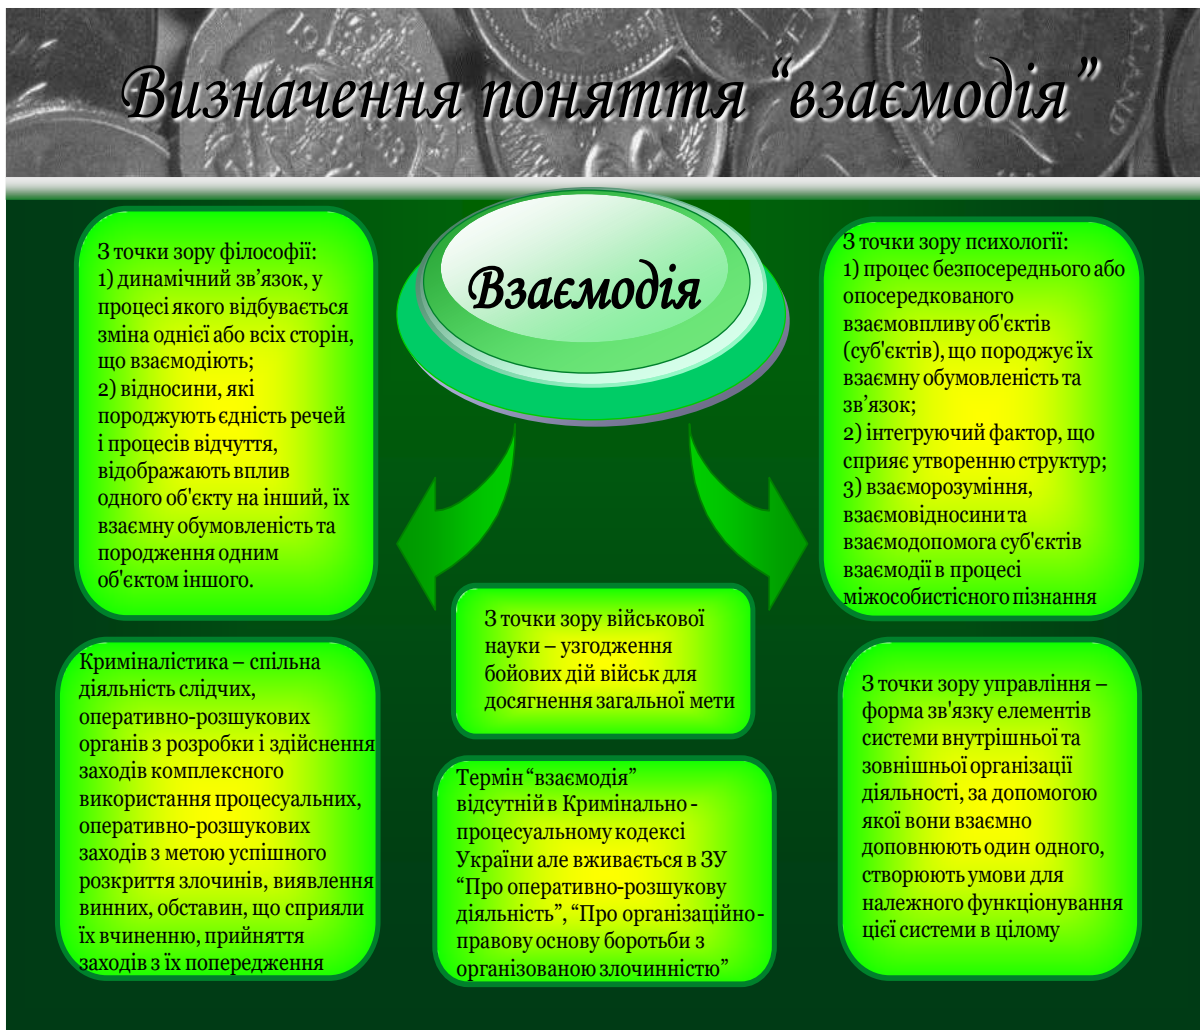 Визначення поняття “взаємодія”
Взаємодія
З точки зору філософії:
1) динамічний зв’язок, у
процесі якого відбувається
зміна однієї або всіх сторін,
що взаємодіють;
2) відносини, які
породжують єдність речей
і процесів відчуття,
відображають вплив
одного об'єкту на інший, їх
взаємну обумовленість та
породження одним
об'єктом іншого.
З точки зору психології:
1) процес безпосереднього або
опосередкованого
взаємовпливу об'єктів
(суб'єктів), що породжує їх
взаємну обумовленість та
зв’язок;
2) інтегруючий фактор, що
сприяє утворенню структур;
3) взаєморозуміння,
взаємовідносини та
взаємодопомога суб'єктів
взаємодії в процесі
міжособистісного пізнання
З точки зору військової
науки – узгодження
бойових дій військ для
досягнення загальної мети
Криміналістика – спільна
діяльність слідчих,
оперативно-розшукових
органів з розробки і здійснення
заходів комплексного
використання процесуальних,
оперативно-розшукових
заходів з метою успішного
розкриття злочинів, виявлення
винних, обставин, що сприяли
їх вчиненню, прийняття
заходів з їх попередження
Термін “взаємодія”
відсутній в Кримінально -
процесуальному кодексі
України але вживається в ЗУ
“Про оперативно-розшукову
діяльність”, “Про організаційно-
правову основу боротьби з
організованою злочинністю”
З точки зору управління –
форма зв'язку елементів
системи внутрішньої та
зовнішньої організації
діяльності, за допомогою
якої вони взаємно
доповнюють один одного,
створюють умови для
належного функціонування
цієї системи в цілому